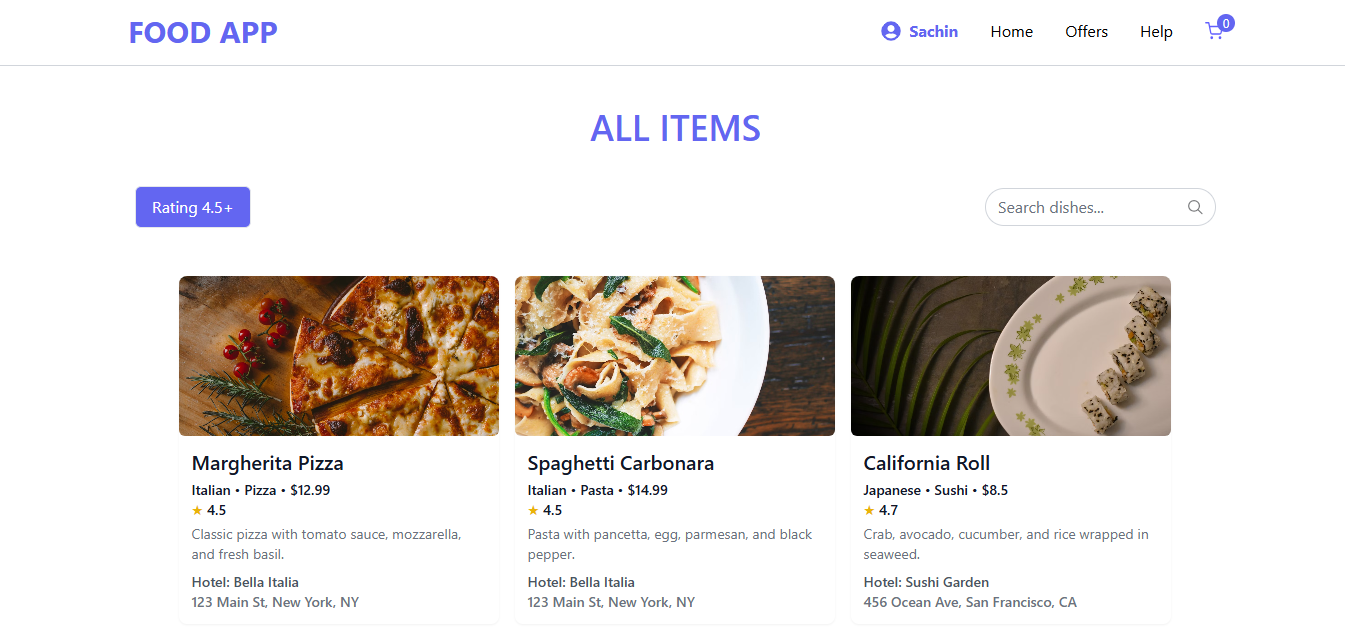 FOOD APP
Sachin
Home
Offers
Help
0
ALL ITEMS
Rating 4.5+
Search dishes...
Margherita Pizza
Italian • Pizza • $12.99
★ 4.5
Classic pizza with tomato sauce, mozzarella,
and fresh basil.
Hotel: Bella Italia
123 Main St, New York, NY
Spaghetti Carbonara
Italian • Pasta • $14.99
★ 4.5
Pasta with pancetta, egg, parmesan, and black
pepper.
Hotel: Bella Italia
123 Main St, New York, NY
California Roll
Japanese • Sushi • $8.5
★ 4.7
Crab, avocado, cucumber, and rice wrapped in
seaweed.
Hotel: Sushi Garden
456 Ocean Ave, San Francisco, CA